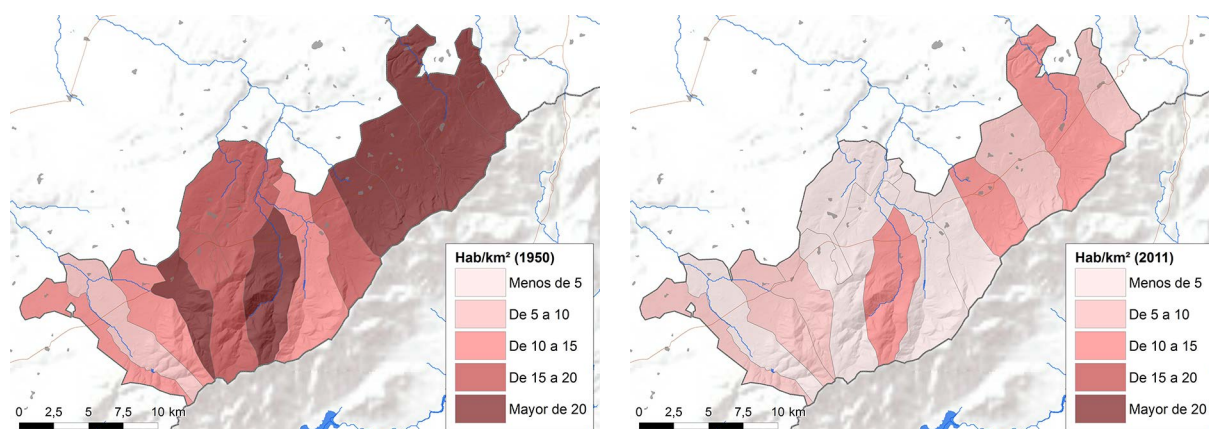 Hab/km² (1950)
Menos de 5
De 5 a 10
De 10 a 15
De 15 a 20
Mayor de 20
0 2,5 5 7,5 10 km
Hab/km² (2011)
Menos de 5
De 5 a 10
De 10 a 15
De 15 a 20
Mayor de 20
0 2,5 5 7,5 10 km